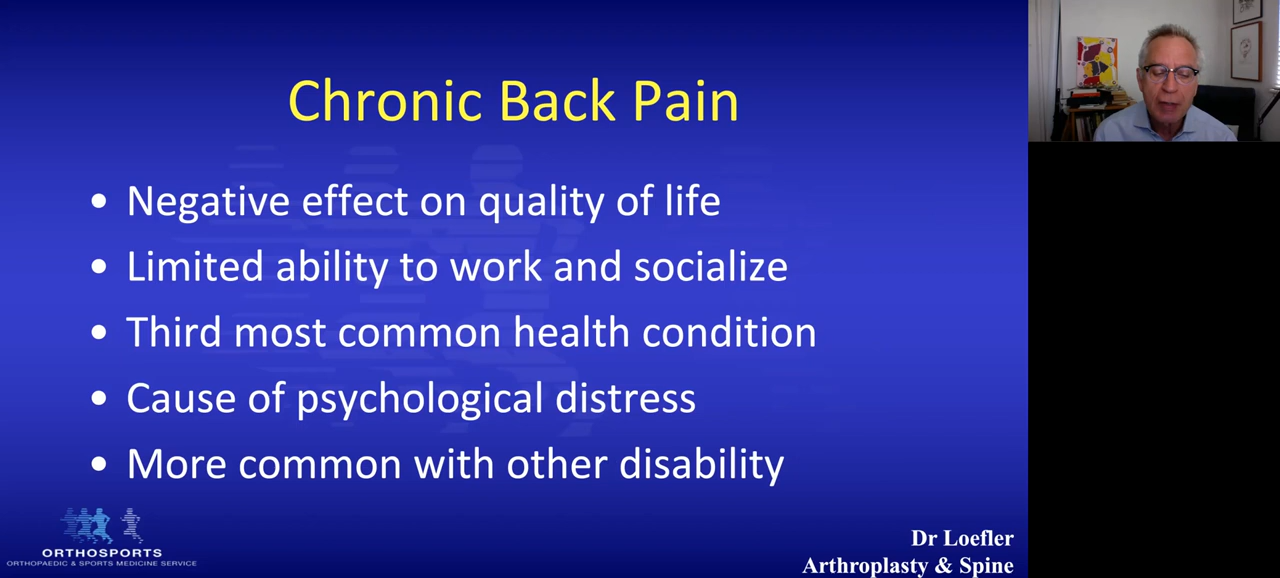 Chronic Back Pain
• Negative effect on quality of life
• Limited ability to work and socialize
• Third most common health condition
• Cause of psychological distress
• More common with other disability
ORTHOSPORTS
ORTHOPAEDIC & SPORTS MEDICINE SERVICE
Dr Loefler
Arthroplasty & Spine